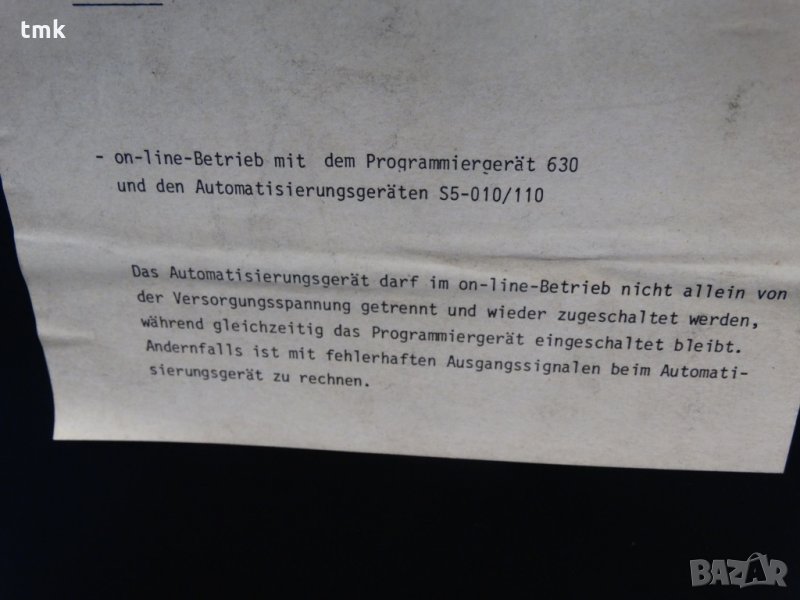 tmk
- on-line-Betrieb mit dem Programmiergerät 630
und den Automatisierungsgeräten S5-010/110
Das Automatisierungsgerät darf im on-line-Betrieb nicht allein von
der Versorgungsspannung getrennt und wieder zugeschaltet werden,
während gleichzeitig das Programmiergerät eingeschaltet bleibt.
Andernfalls ist mit fehlerhaften Ausgangssignalen beim Automati-
sierungsgerät zu rechnen.
BAZAR